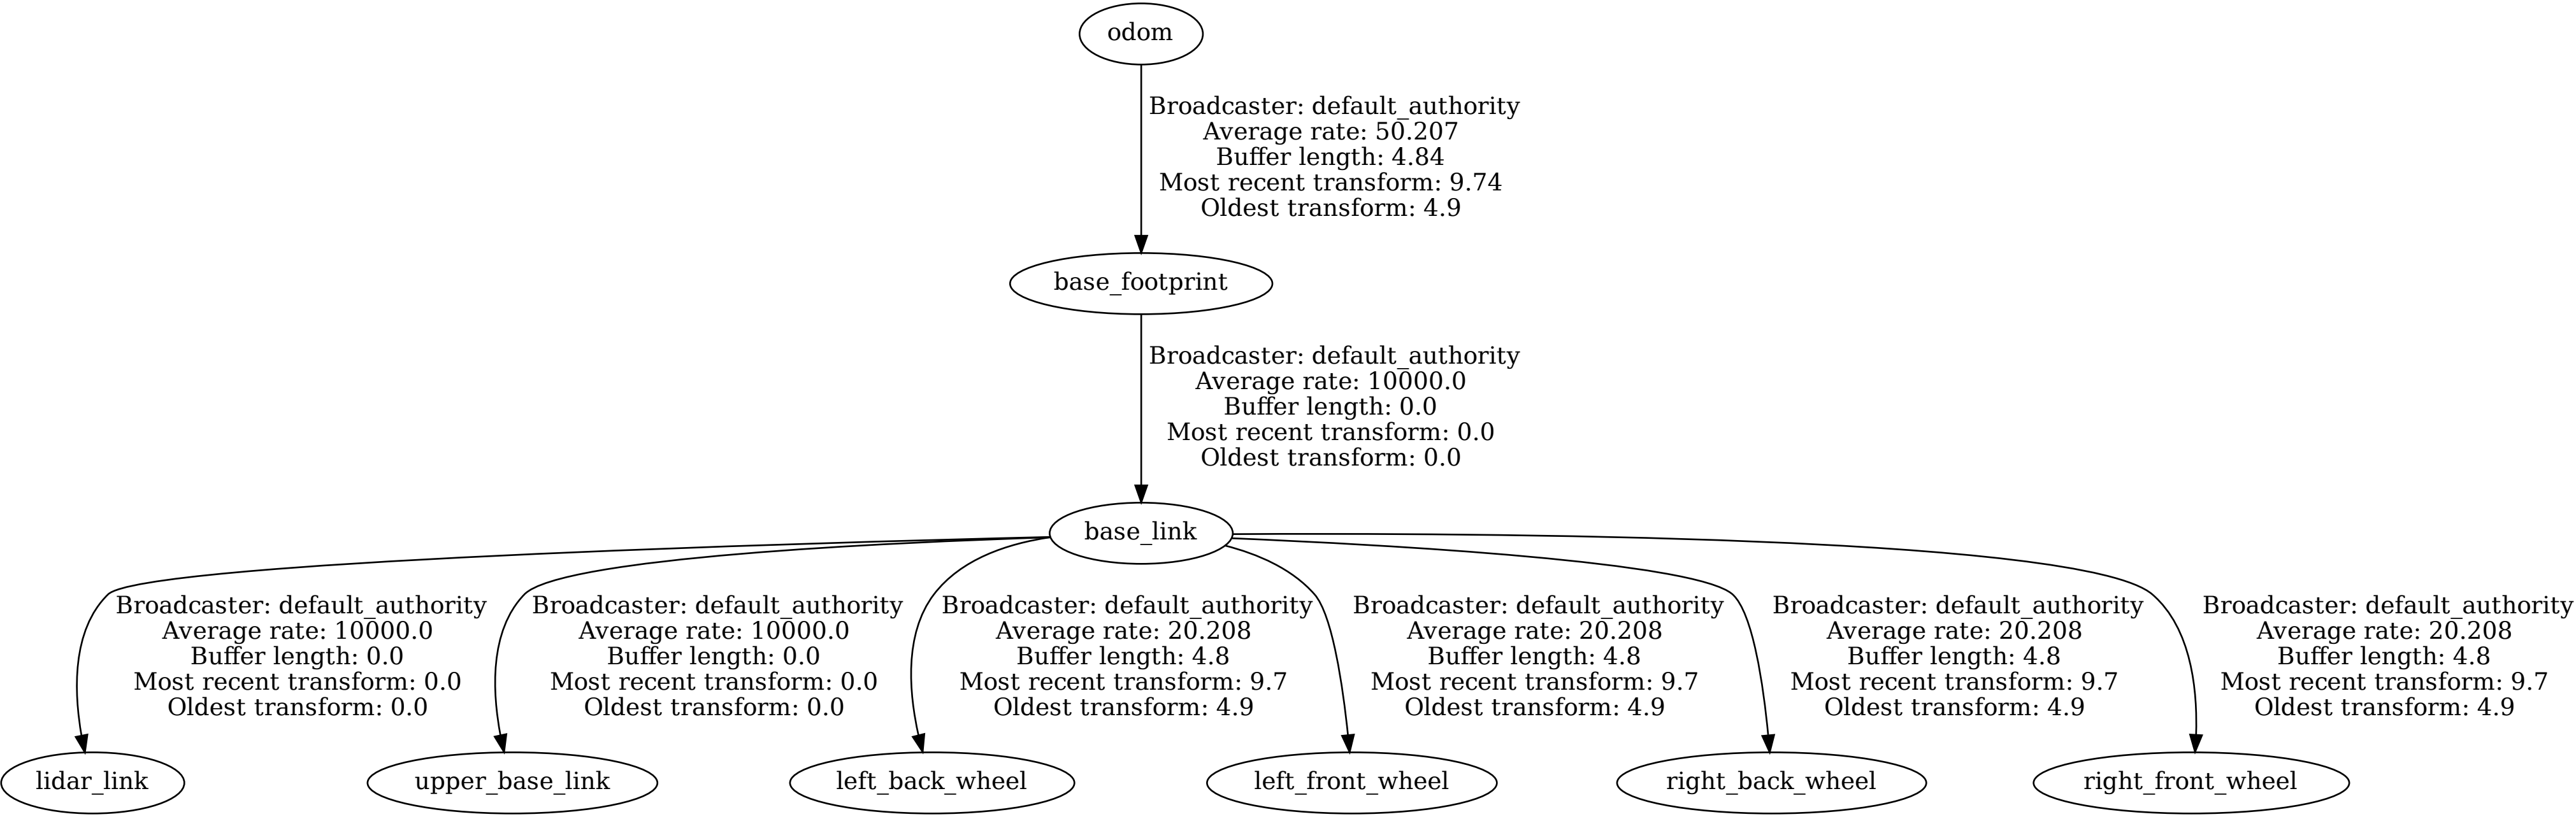 odom
Broadcaster: default_authority
Average rate: 50.207
Buffer length: 4.84
Most recent transform: 9.74
Oldest transform: 4.9
base_footprint
Broadcaster: default_authority
Average rate: 10000.0
Buffer length: 0.0
Most recent transform: 0.0
Oldest transform: 0.0
base_link
Broadcaster: default_authority
Average rate: 10000.0
Buffer length: 0.0
Most recent transform: 0.0
Oldest transform: 0.0
Broadcaster: default_authority
Average rate: 10000.0
Buffer length: 0.0
Most recent transform: 0.0
Oldest transform: 0.0
Broadcaster: default_authority
Average rate: 20.208
Buffer length: 4.8
Most recent transform: 9.7
Oldest transform: 4.9
Broadcaster: default_authority
Average rate: 20.208
Buffer length: 4.8
Most recent transform: 9.7
Oldest transform: 4.9
Broadcaster: default_authority
Average rate: 20.208
Buffer length: 4.8
Most recent transform: 9.7
Oldest transform: 4.9
Broadcaster: default_authority
Average rate: 20.208
Buffer length: 4.8
Most recent transform: 9.7
Oldest transform: 4.9
lidar_link
upper_base_link
left_back_wheel
left_front_wheel
right_back_wheel
right_front_wheel